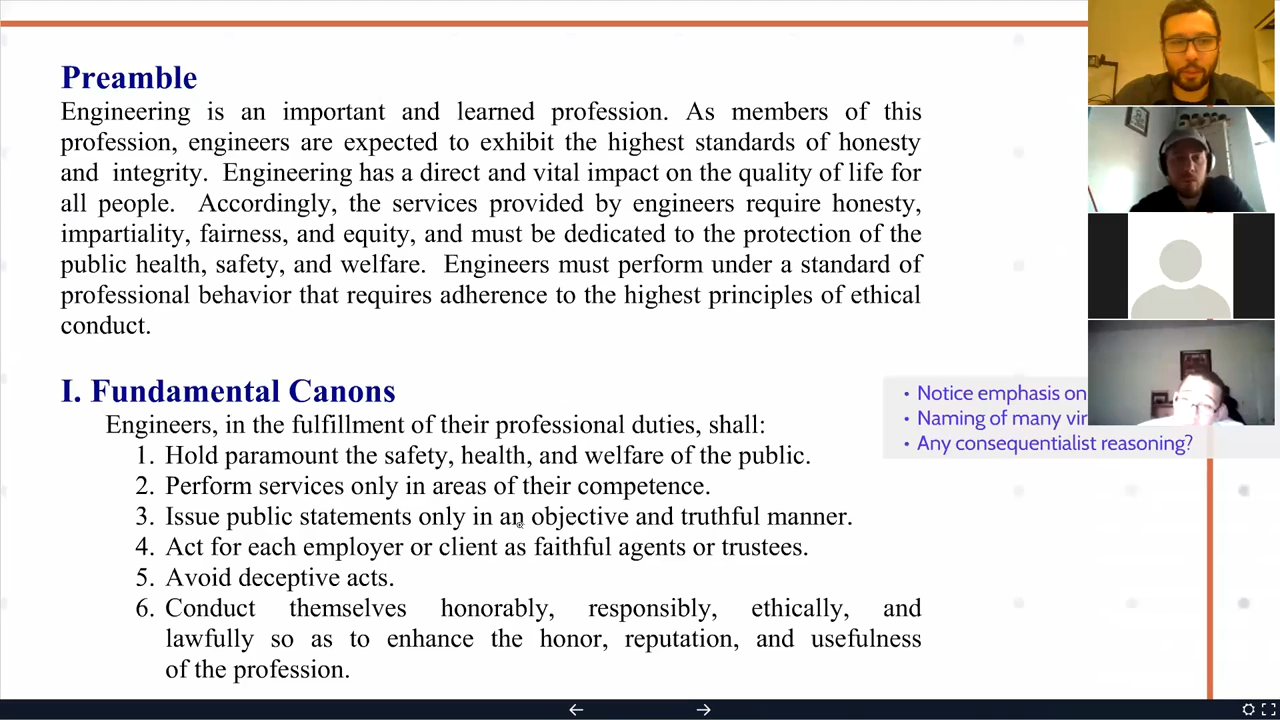 Preamble
Engineering is an important and learned profession. As members of this
profession, engineers are expected to exhibit the highest standards of honesty
and integrity. Engineering has a direct and vital impact on the quality of life for
all people. Accordingly, the services provided by engineers require honesty,
impartiality, fairness, and equity, and must be dedicated to the protection of the
public health, safety, and welfare. Engineers must perform under a standard of
professional behavior that requires adherence to the highest principles of ethical
conduct.
I. Fundamental Canons
Engineers, in the fulfillment of their professional duties, shall:
1. Hold paramount the safety, health, and welfare of the public.
2. Perform services only in areas of their competence.
3. Issue public statements only in an objective and truthful manner.
4. Act for each employer or client as faithful agents or trustees.
5. Avoid deceptive acts.
6. Conduct themselves honorably, responsibly, ethically, and
lawfully so as to enhance the honor, reputation, and usefulness
of the profession.
• Notice emphasis on
• Naming of many
• Any consequentialist reasoning?